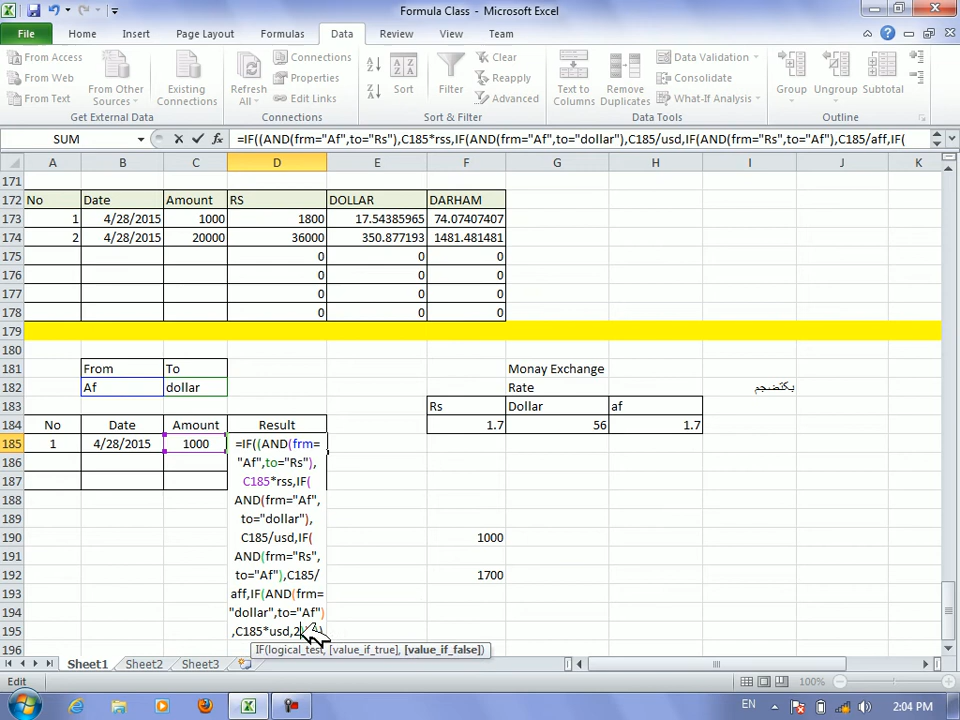 Formula Class - Microsoft Excel
File Home Insert Page Layout Formulas Data Review View Team
From Access
From Web
From Text
From Other Sources
Existing Connections
Get External Data
Refresh All
Connections
Properties
Edit Links
Connections
Sort
Filter
Clear
Reapply
Advanced
Sort & Filter
Text to Columns
Remove Duplicates
Data Validation
Consolidate
What-If Analysis
Data Tools
Group
Ungroup
Subtotal
Outline
SUM fx =IF((AND(frm="Af",to="Rs"),C185*rss,IF(AND(frm="Af",to="dollar"),C185/usd,IF(AND(frm="Rs",to="Af"),C185/aff,IF(
A B C D E F G H I J K
171
172 No Date Amount RS DOLLAR DARHAM
173 1 4/28/2015 1000 1800 17.54385965 74.07407407
174 2 4/28/2015 20000 36000 350.877193 1481.481481
175 0 0 0
176 0 0 0
177 0 0 0
178 0 0 0
179
180
181 From To Monay Exchange
182 Af dollar Rate
183 Rs Dollar af
184 No Date Amount Result 1.7 56 1.7
185 1 4/28/2015 1000 =IF((AND(frm=
186 "Af",to="Rs"),
187 C185*rss,IF(
188 AND(frm="Af",
189 to="dollar"),
190 C185/usd,IF( 1000
191 AND(frm="Rs",
192 to="Af"),C185/ 1700
193 aff,IF(AND(frm=
194 "dollar",to="Af")
195 ,C185*usd,2
196 IF(logical_test, [value_if_true], [value_if_false])
Sheet1 Sheet2 Sheet3
Edit 100%
EN 2:04 PM